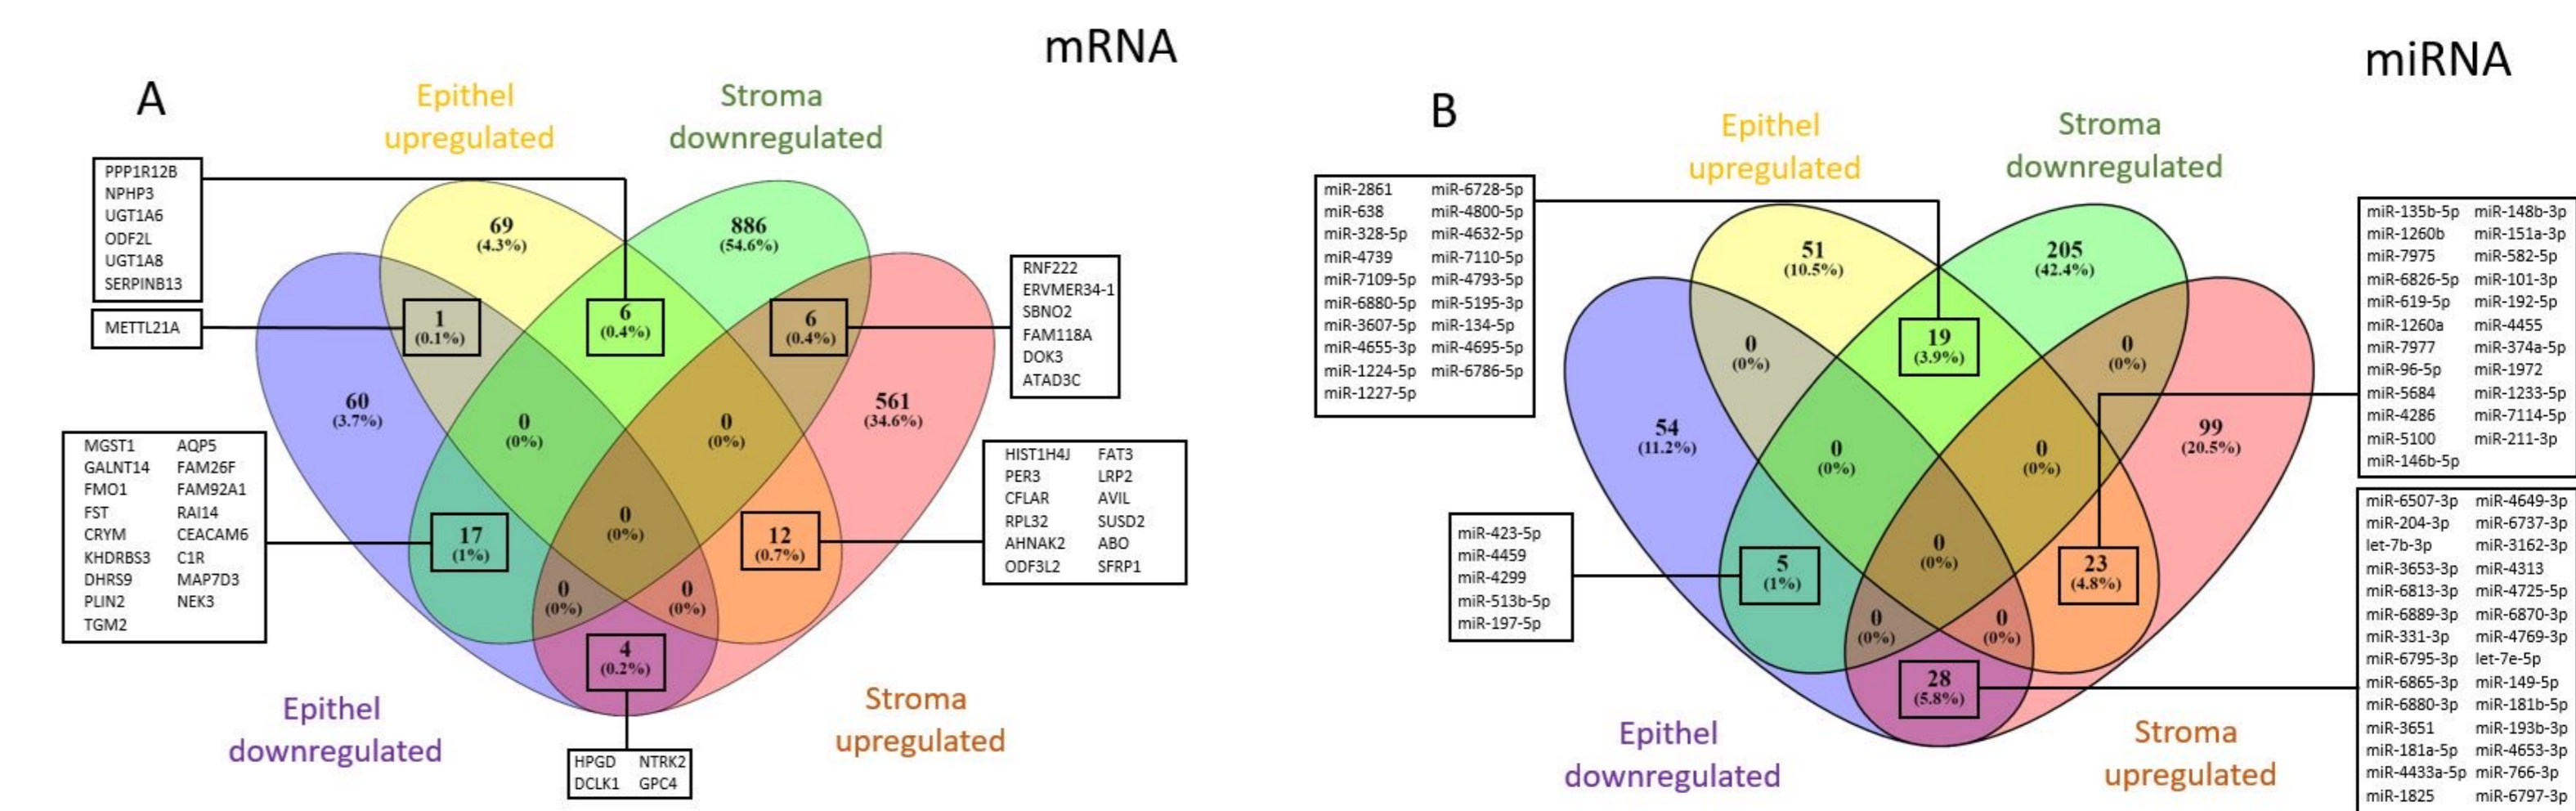 mRNA
A
Epithel
upregulated
Stroma
downregulated
PPP1R12B
NPHP3
UGT1A6
ODF2L
UGT1A8
SERPINB13
METTL21A
69
(4.3%)
886
(54.6%)
1
(0.1%)
6
(0.4%)
6
(0.4%)
RNF222
ERVMER34-1
SBNO2
FAM118A
DOK3
ATAD3C
60
(3.7%)
0
(0%)
0
(0%)
561
(34.6%)
MGST1 AQP5
GALNT14 FAM26F
FMO1 FAM92A1
FST RAI14
CRYM CEACAM6
KHDRBS3 C1R
DHRS9 MAP7D3
PLIN2 NEK3
TGM2
17
(1%)
0
(0%)
12
(0.7%)
HIST1H4J FAT3
PER3 LRP2
CFLAR AVIL
RPL32 SUSD2
AHNAK2 ABO
ODF3L2 SFRP1
0
(0%)
0
(0%)
4
(0.2%)
Epithel
downregulated
Stroma
upregulated
HPGD NTRK2
DCLK1 GPC4
miRNA
B
Epithel
upregulated
Stroma
downregulated
miR-2861 miR-6728-5p
miR-638 miR-4800-5p
miR-328-5p miR-4632-5p
miR-4739 miR-7110-5p
miR-7109-5p miR-4793-5p
miR-6880-5p miR-5195-3p
miR-3607-5p miR-134-5p
miR-4655-3p miR-4695-5p
miR-1224-5p miR-6786-5p
miR-1227-5p
51
(10.5%)
205
(42.4%)
0
(0%)
19
(3.9%)
0
(0%)
miR-135b-5p miR-148b-3p
miR-1260b miR-151a-3p
miR-7975 miR-582-5p
miR-6826-5p miR-101-3p
miR-619-5p miR-192-5p
miR-1260a miR-4455
miR-7977 miR-374a-5p
miR-96-5p miR-1972
miR-5684 miR-1233-5p
miR-4286 miR-7114-5p
miR-5100 miR-211-3p
miR-146b-5p
54
(11.2%)
0
(0%)
0
(0%)
99
(20.5%)
miR-423-5p
miR-4459
miR-4299
miR-513b-5p
miR-197-5p
5
(1%)
0
(0%)
23
(4.8%)
0
(0%)
0
(0%)
28
(5.8%)
miR-6507-3p miR-4649-3p
miR-204-3p miR-6737-3p
let-7b-3p miR-3162-3p
miR-3653-3p miR-4313
miR-6813-3p miR-4725-5p
miR-6889-3p miR-6870-3p
miR-331-3p miR-4769-3p
miR-6795-3p let-7e-5p
miR-6865-3p miR-149-5p
miR-6880-3p miR-181b-5p
miR-3651 miR-193b-3p
miR-181a-5p miR-4653-3p
miR-4433a-5p miR-766-3p
miR-1825 miR-6797-3p
Epithel
downregulated
Stroma
upregulated